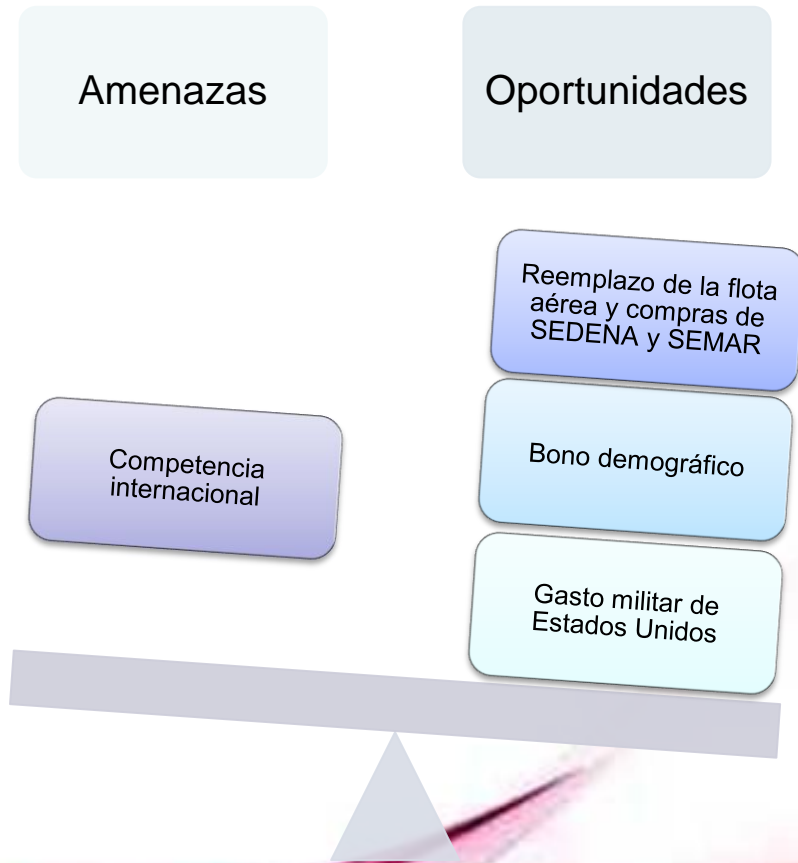 Amenazas
Oportunidades
Reemplazo de la flota
aérea y compras de
SEDENA y SEMAR
Competencia
internacional
Bono demográfico
Gasto militar de
Estados Unidos